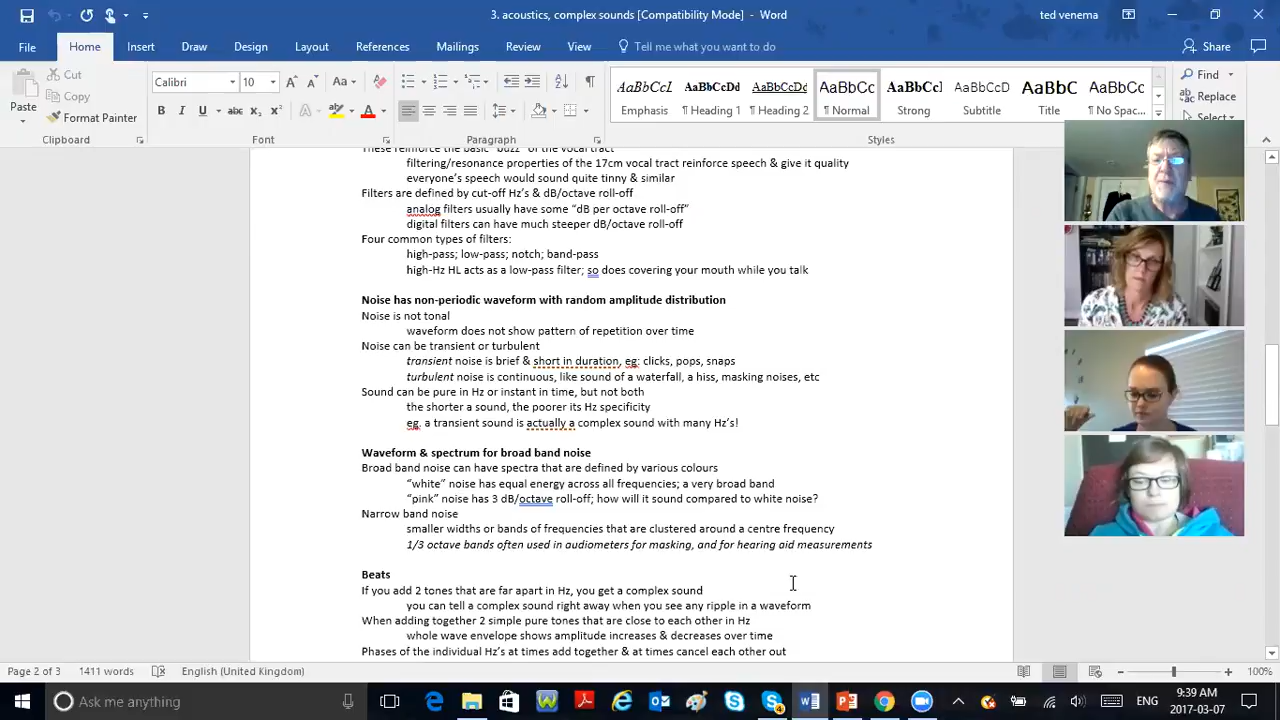 3. acoustics, complex sounds [Compatibility Mode] - Word
ted venema
File Home Insert Draw Design Layout References Mailings Review View Tell me what you want to do Share
Cut
Copy
Paste
Format Painter
Calibri 10
Clipboard Font Paragraph Styles
AaBbCcI AaBbCcDd AaBbCcDd AaBbCc AaBbCcI AaBbCcDd AaBbCc AaBbCc
Emphasis ¶ Heading 1 ¶ Heading 2 ¶ Normal Strong Subtitle Title ¶ No Spac...
Find
Replace
Select
These reinforce the basic "buzz" of the vocal tract
filtering/resonance properties of the 17cm vocal tract reinforce speech & give it quality
everyone's speech would sound quite tinny & similar
Filters are defined by cut-off Hz's & dB/octave roll-off
analog filters usually have some "dB per octave roll-off"
digital filters can have much steeper dB/octave roll-off
Four common types of filters:
high-pass; low-pass; notch; band-pass
high-Hz HL acts as a low-pass filter; so does covering your mouth while you talk
Noise has non-periodic waveform with random amplitude distribution
Noise is not tonal
waveform does not show pattern of repetition over time
Noise can be transient or turbulent
transient noise is brief & short in duration, eg: clicks, pops, snaps
turbulent noise is continuous, like sound of a waterfall, a hiss, masking noises, etc
Sound can be pure in Hz or instant in time, but not both
the shorter a sound, the poorer its Hz specificity
eg. a transient sound is actually a complex sound with many Hz's!
Waveform & spectrum for broad band noise
Broad band noise can have spectra that are defined by various colours
"white" noise has equal energy across all frequencies; a very broad band
"pink" noise has 3 dB/octave roll-off; how will it sound compared to white noise?
Narrow band noise
smaller widths or bands of frequencies that are clustered around a centre frequency
1/3 octave bands often used in audiometers for masking, and for hearing aid measurements
Beats
If you add 2 tones that are far apart in Hz, you get a complex sound
you can tell a complex sound right away when you see any ripple in a waveform
When adding together 2 simple pure tones that are close to each other in Hz
whole wave envelope shows amplitude increases & decreases over time
Phases of the individual Hz's at times add together & at times cancel each other out
Page 2 of 3 1411 words English (United Kingdom) 100%
Ask me anything
ENG
9:39 AM
2017-03-07